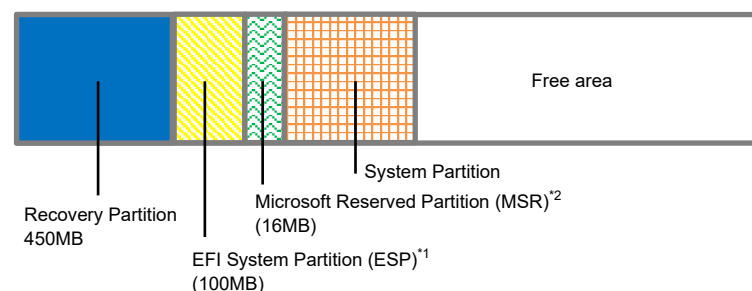 Free area
System Partition
Microsoft Reserved Partition (MSR)*2
(16MB)
Recovery Partition
450MB
EFI System Partition (ESP)*1
(100MB)